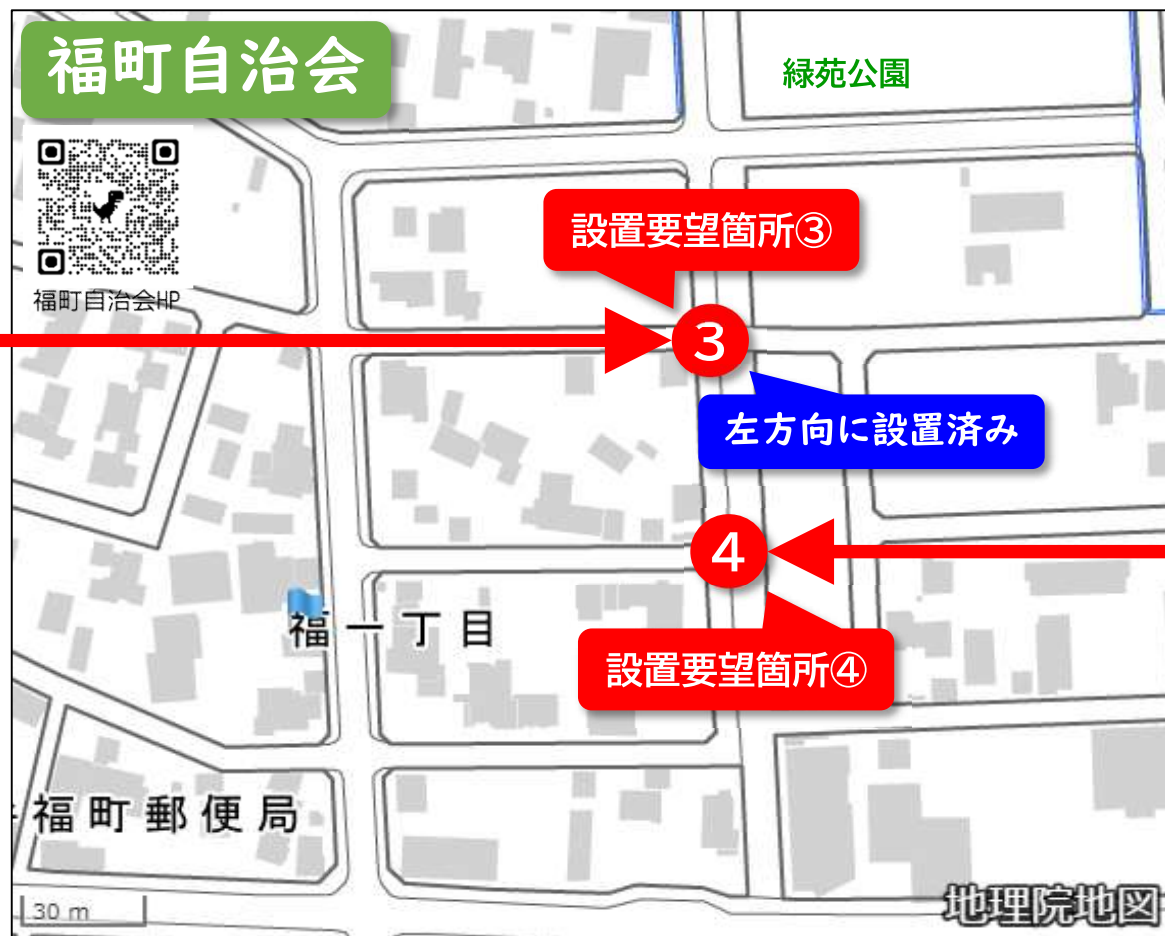 福町自治会
緑苑公園
福町自治会HP
設置要望箇所③
③
左方向に設置済み
④
設置要望箇所④
福一丁目
福町郵便局
30 m
地理院地図